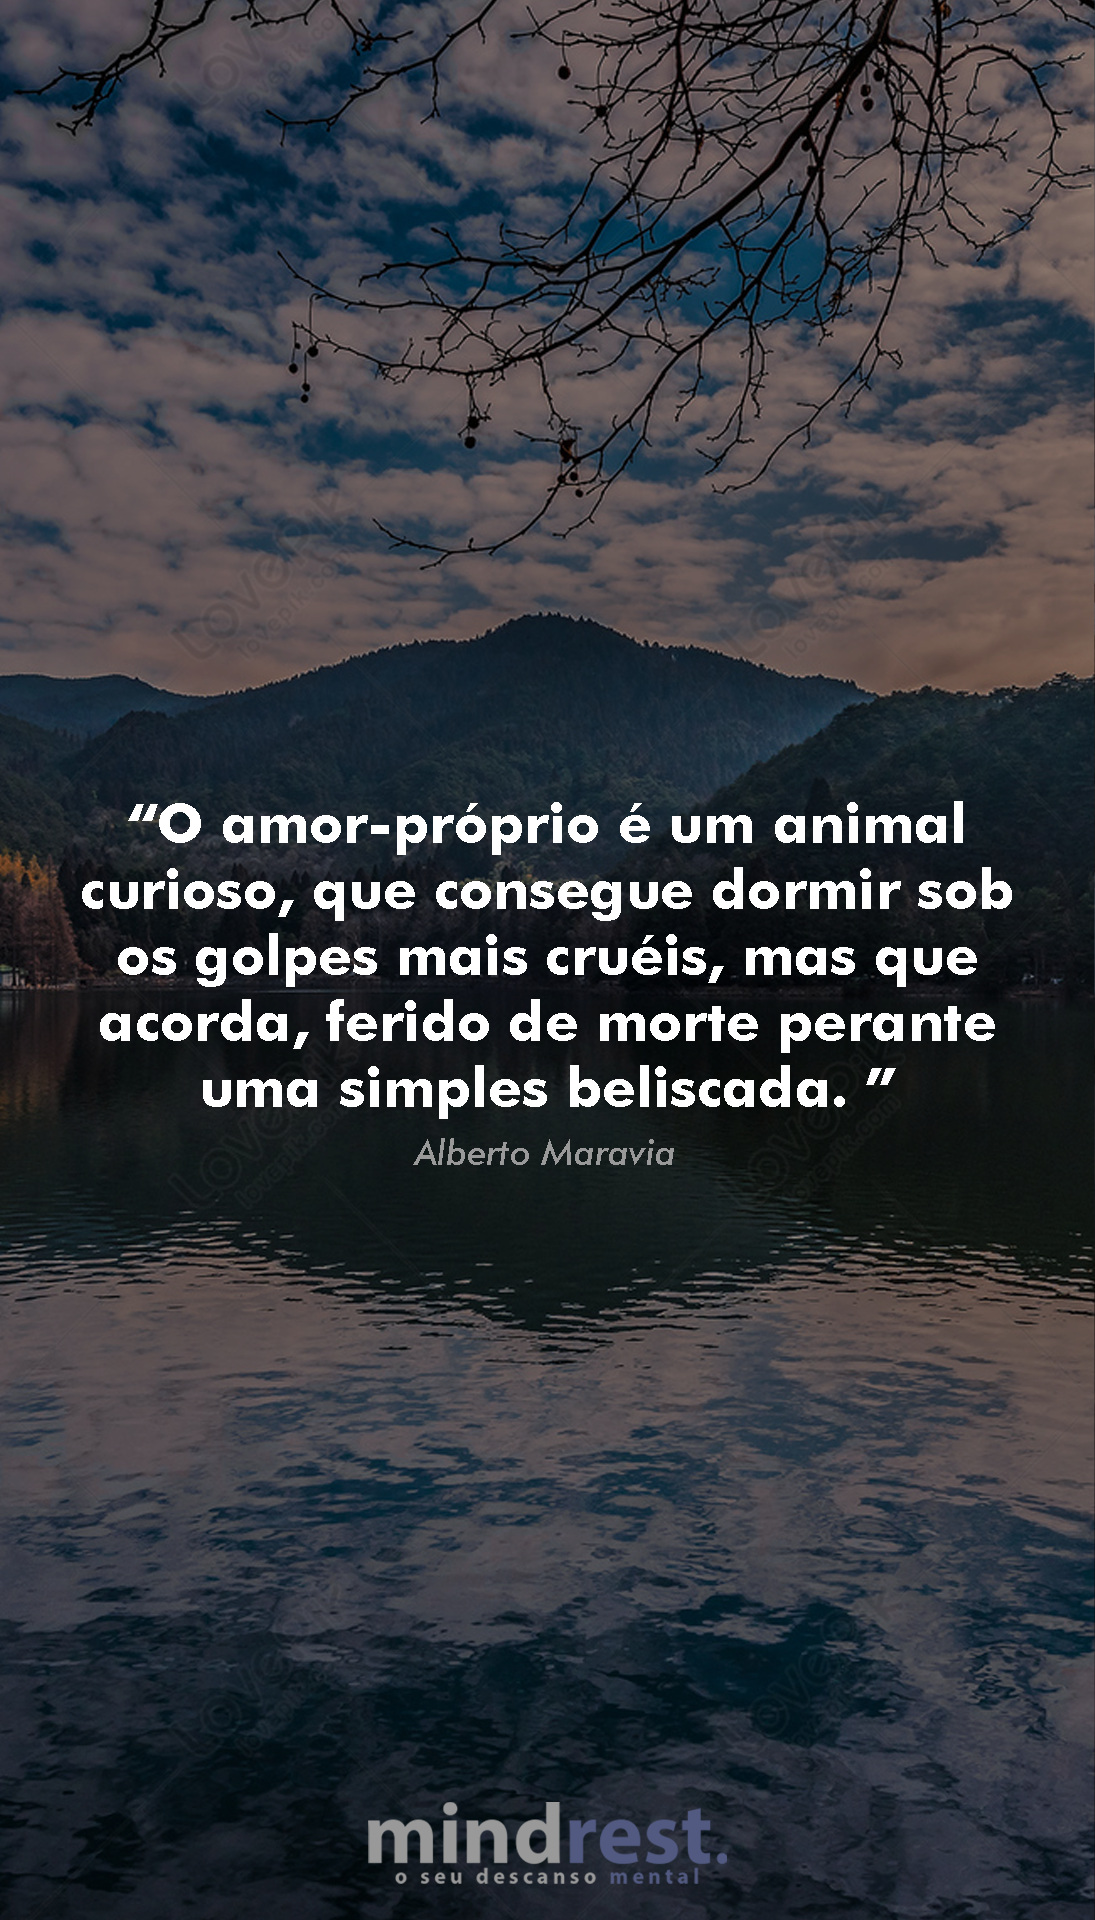 “O amor-próprio é um animal
curioso, que consegue dormir sob
os golpes mais cruéis, mas que
acorda, ferido de morte perante
uma simples beliscada. ”
Alberto Maravia
mindrest.
o seu descanso mental